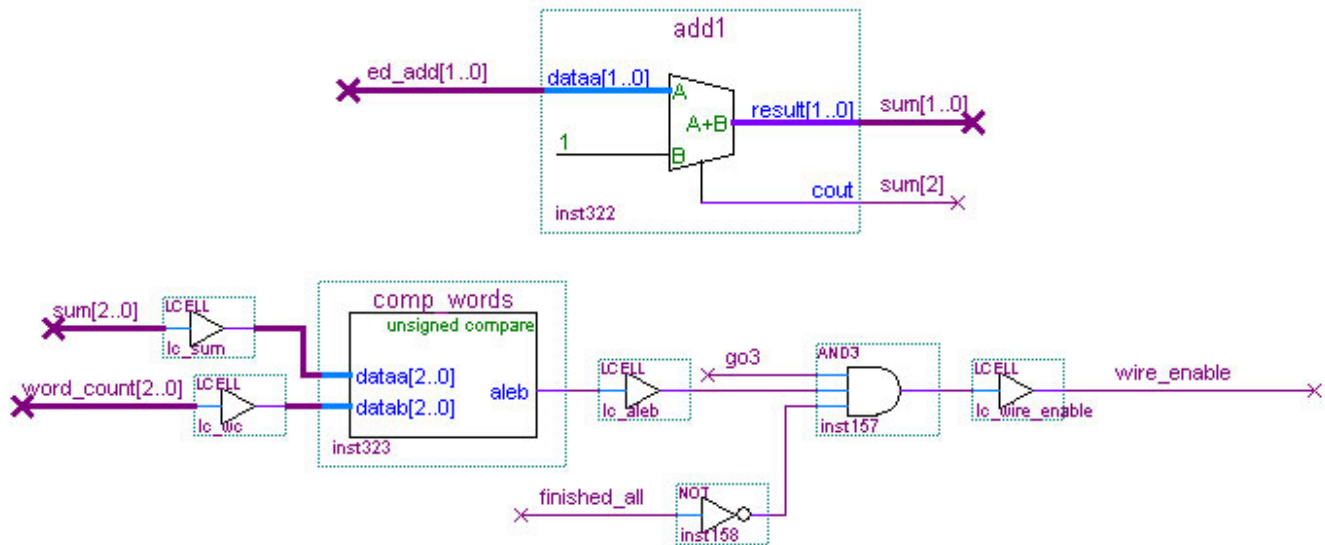 add1
ed_add[1..0]
dataa[1..0]
A
A+B
result[1..0]
sum[1..0]
1
B
cout
sum[2]
inst322
sum[2..0]
LCELL
lc_sum
word_count[2..0]
LCELL
lc_wc
comp_words
unsigned compare
dataa[2..0]
datab[2..0]
aleb
inst323
LCELL
lc_aleb
go3
AND3
inst157
LCELL
lc_wire_enable
wire_enable
finished_all
NOT
inst158